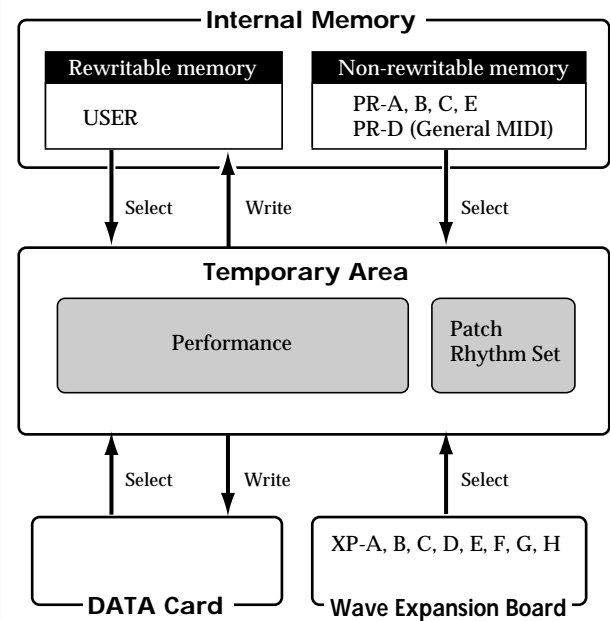 Internal Memory
Rewritable memory
USER
Non-rewritable memory
PR-A, B, C, E
PR-D (General MIDI)
Select
Write
Select
Temporary Area
Performance
Patch
Rhythm Set
Select
Write
Select
DATA Card
XP-A, B, C, D, E, F, G, H
Wave Expansion Board